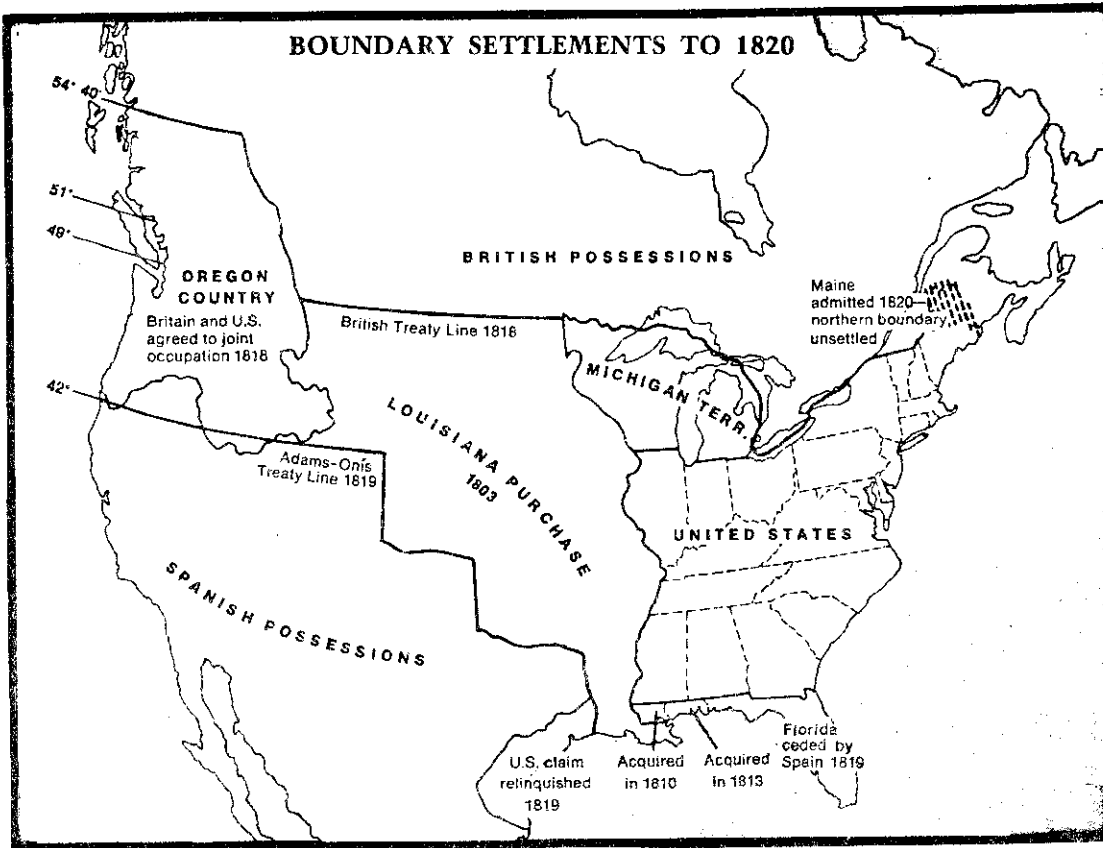 BOUNDARY SETTLEMENTS TO 1820
54° 40'
51°
49°
42°
BRITISH POSSESSIONS
OREGON
COUNTRY
Britain and U.S.
agreed to joint
occupation 1818
British Treaty Line 1818
Maine
admitted 1820
northern boundary
unsettled
MICHIGAN TERR.
LOUISIANA PURCHASE
1803
Adams-Onís
Treaty Line 1819
UNITED STATES
SPANISH POSSESSIONS
U.S. claim
relinquished
1819
Acquired
in 1810
Acquired
in 1813
Florida
ceded by
Spain 1819